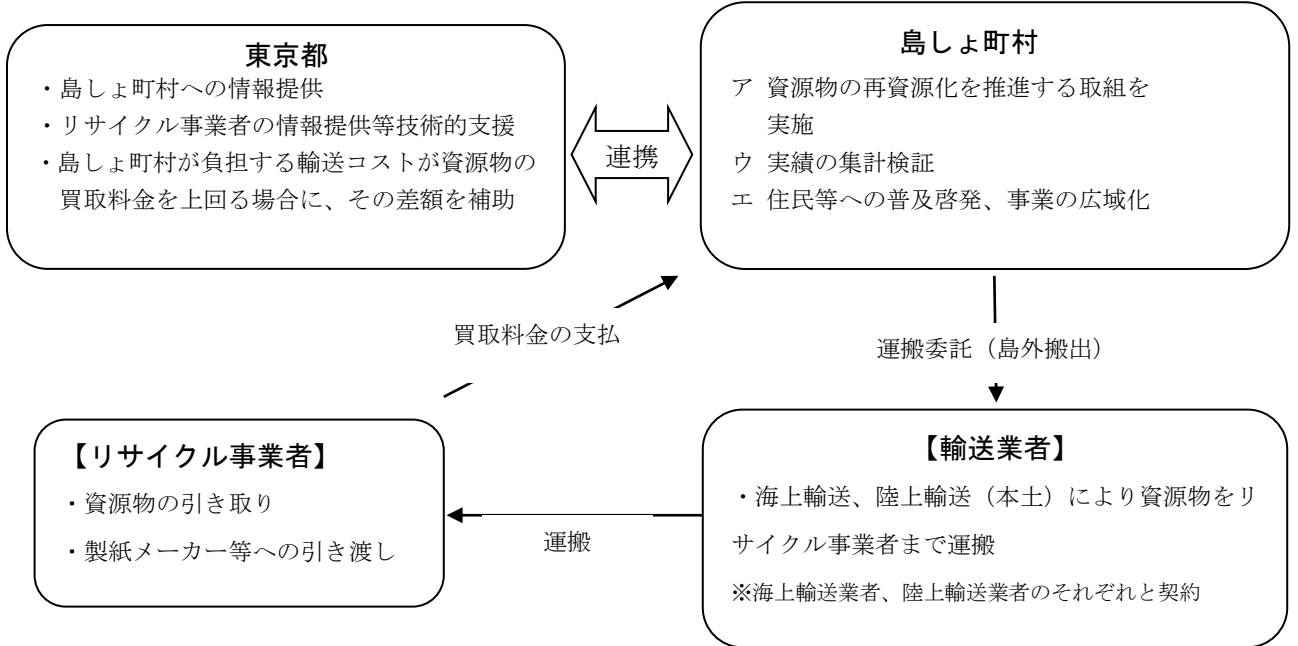 東京都
・島しょ町村への情報提供
・リサイクル事業者の情報提供等技術的支援
・島しょ町村が負担する輸送コストが資源物の
買取料金を上回る場合に、その差額を補助
連携
島しょ町村
ア 資源物の再資源化を推進する取組を
実施
ウ 実績の集計検証
エ 住民等への普及啓発、事業の広域化
買取料金の支払
運搬委託（島外搬出）
【リサイクル事業者】
・資源物の引き取り
・製紙メーカー等への引き渡し
運搬
【輸送業者】
・海上輸送、陸上輸送（本土）により資源物をリ
サイクル事業者まで運搬
※海上輸送業者、陸上輸送業者のそれぞれと契約